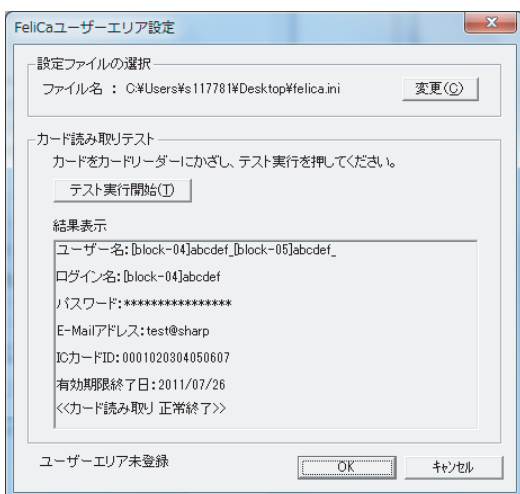 FeliCaユーザーエリア設定
設定ファイルの選択
ファイル名 : C:¥Users¥s117781¥Desktop¥felica.ini 変更(C)
カード読み取りテスト
カードをカードリーダーにかざし、テスト実行を押してください。
テスト実行開始(T)
結果表示
ユーザー名:[block-04]abcdef_[block-05]abcdef_
ログイン名:[block-04]abcdef
パスワード:****************
E-Mailアドレス:test@sharp
ICカードID:0001020304050607
有効期限終了日:2011/07/26
<<カード読み取り 正常終了>>
ユーザーエリア未登録 OK キャンセル